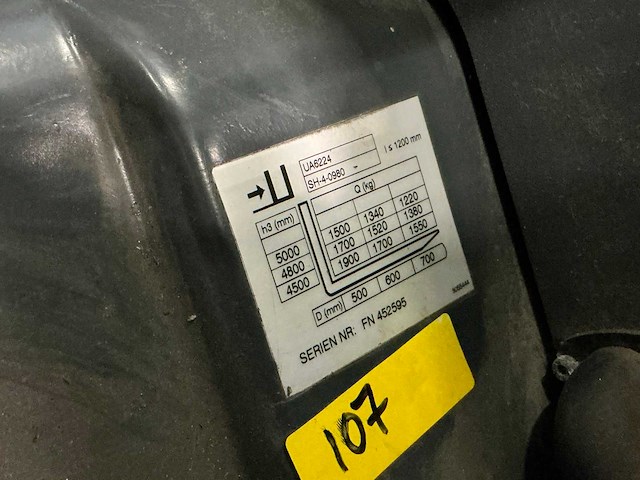 UA6224
SH-4-0980 -
l ≤ 1200 mm
Q (kg)
h3 (mm)
5000 1500 1340 1220
4800 1700 1520 1380
4500 1900 1700 1550
D (mm) 500 600 700
SERIEN NR: FN 452595
107